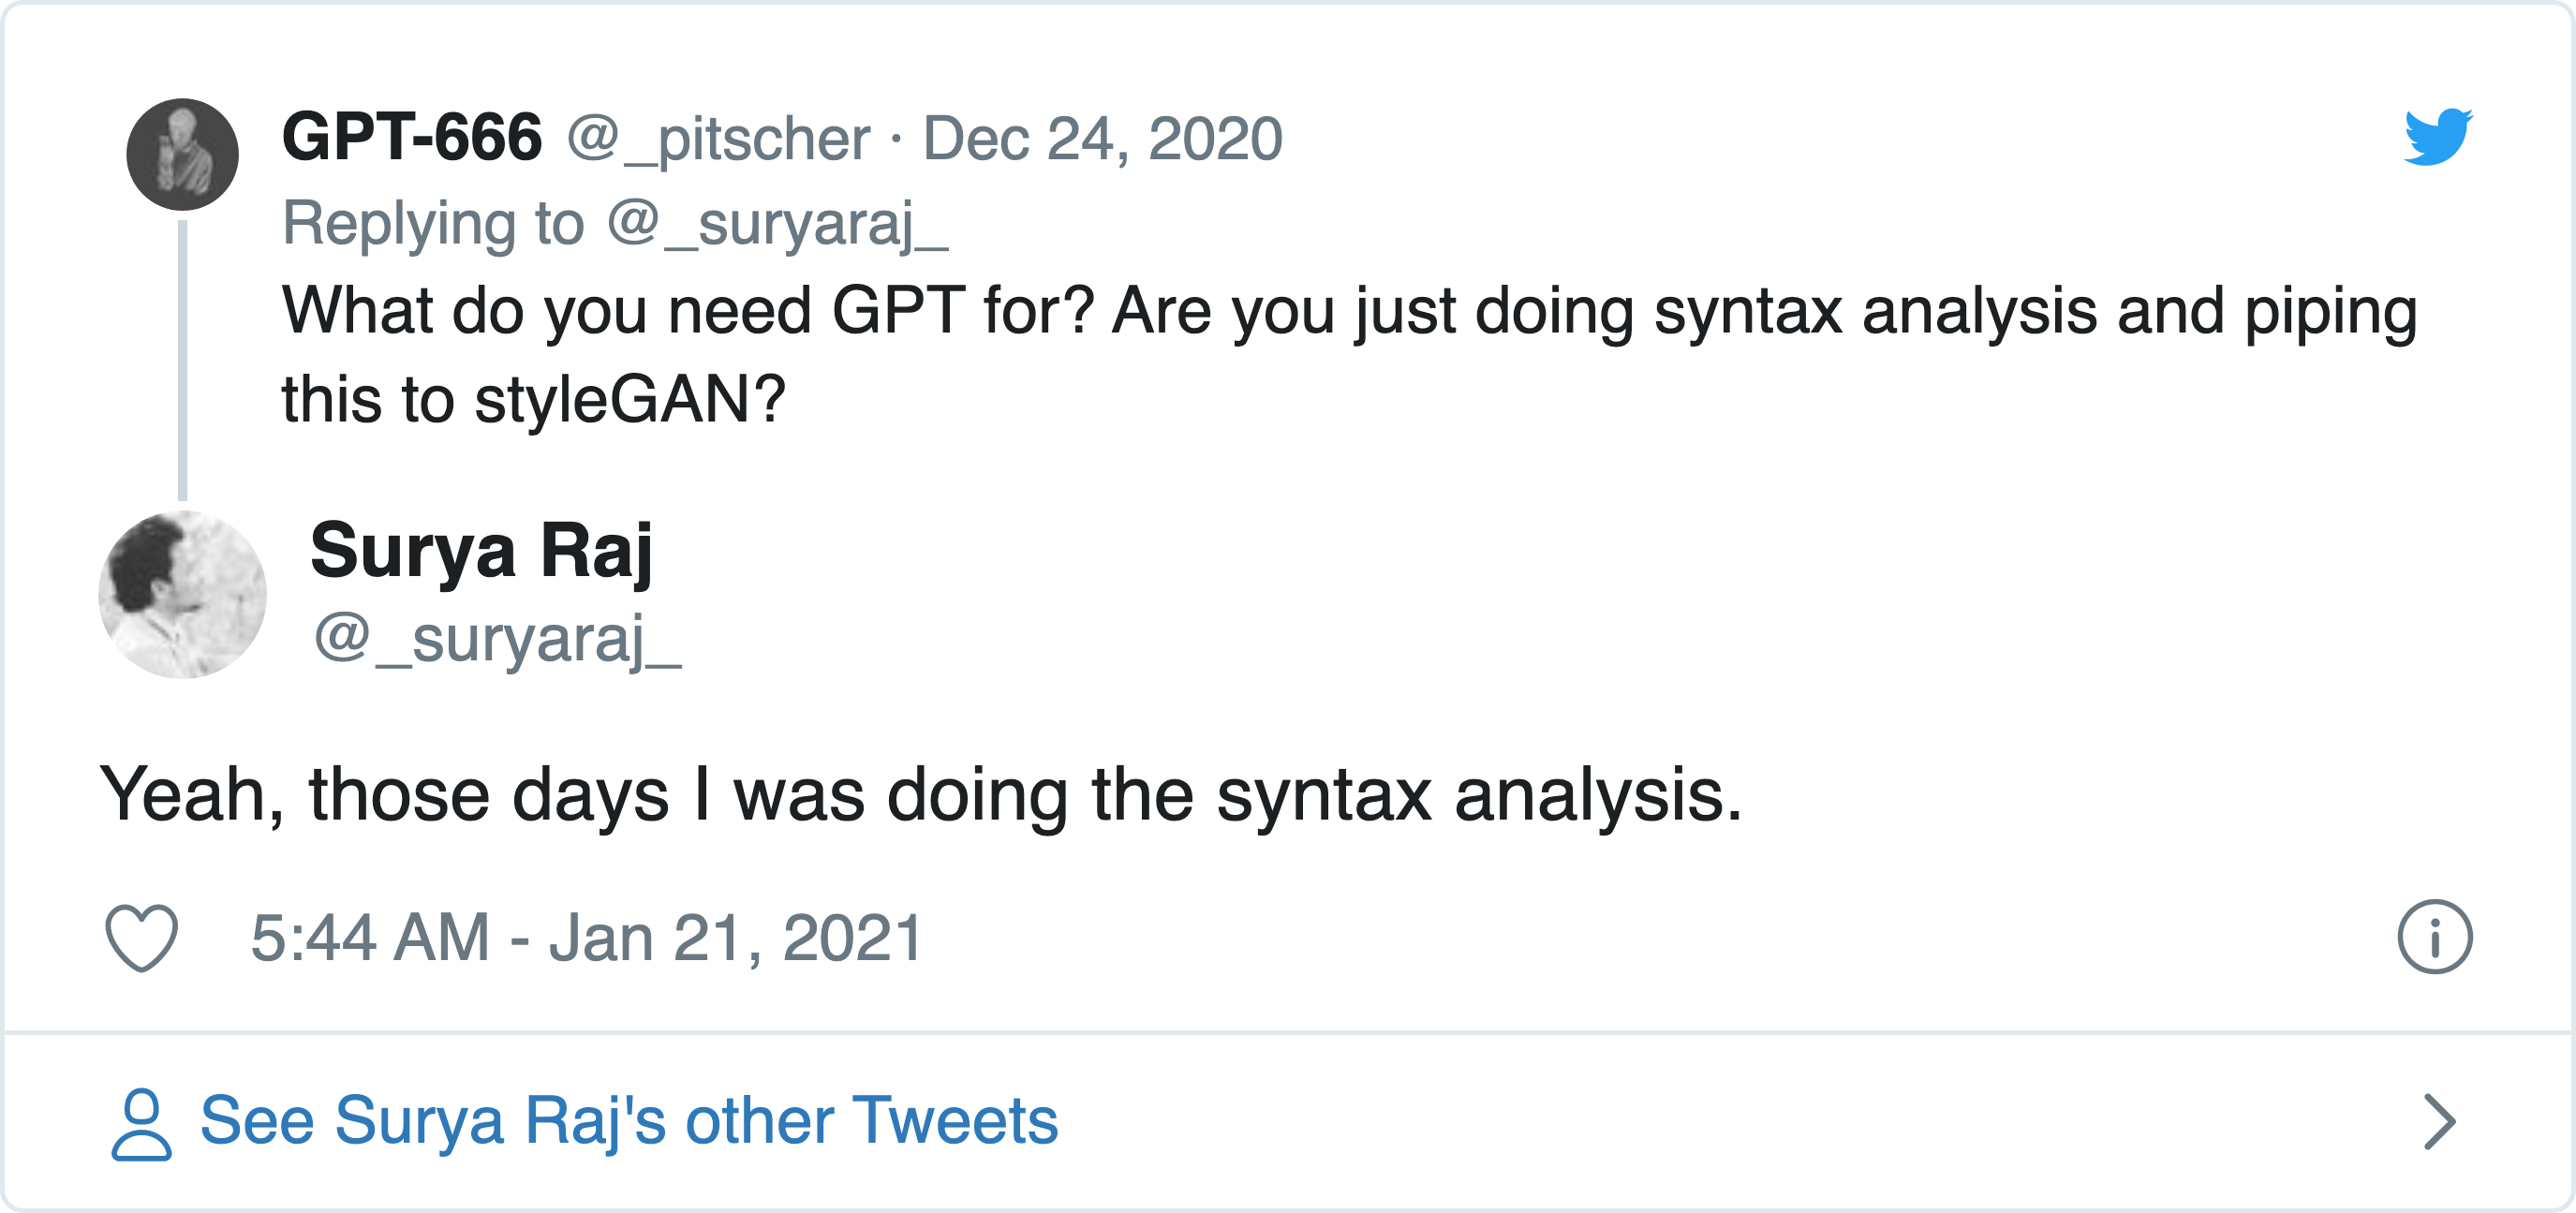 GPT-666 @_pitscher · Dec 24, 2020
Replying to @_suryaraj_
What do you need GPT for? Are you just doing syntax analysis and piping
this to styleGAN?
Surya Raj
@_suryaraj_
Yeah, those days I was doing the syntax analysis.
5:44 AM - Jan 21, 2021
See Surya Raj's other Tweets